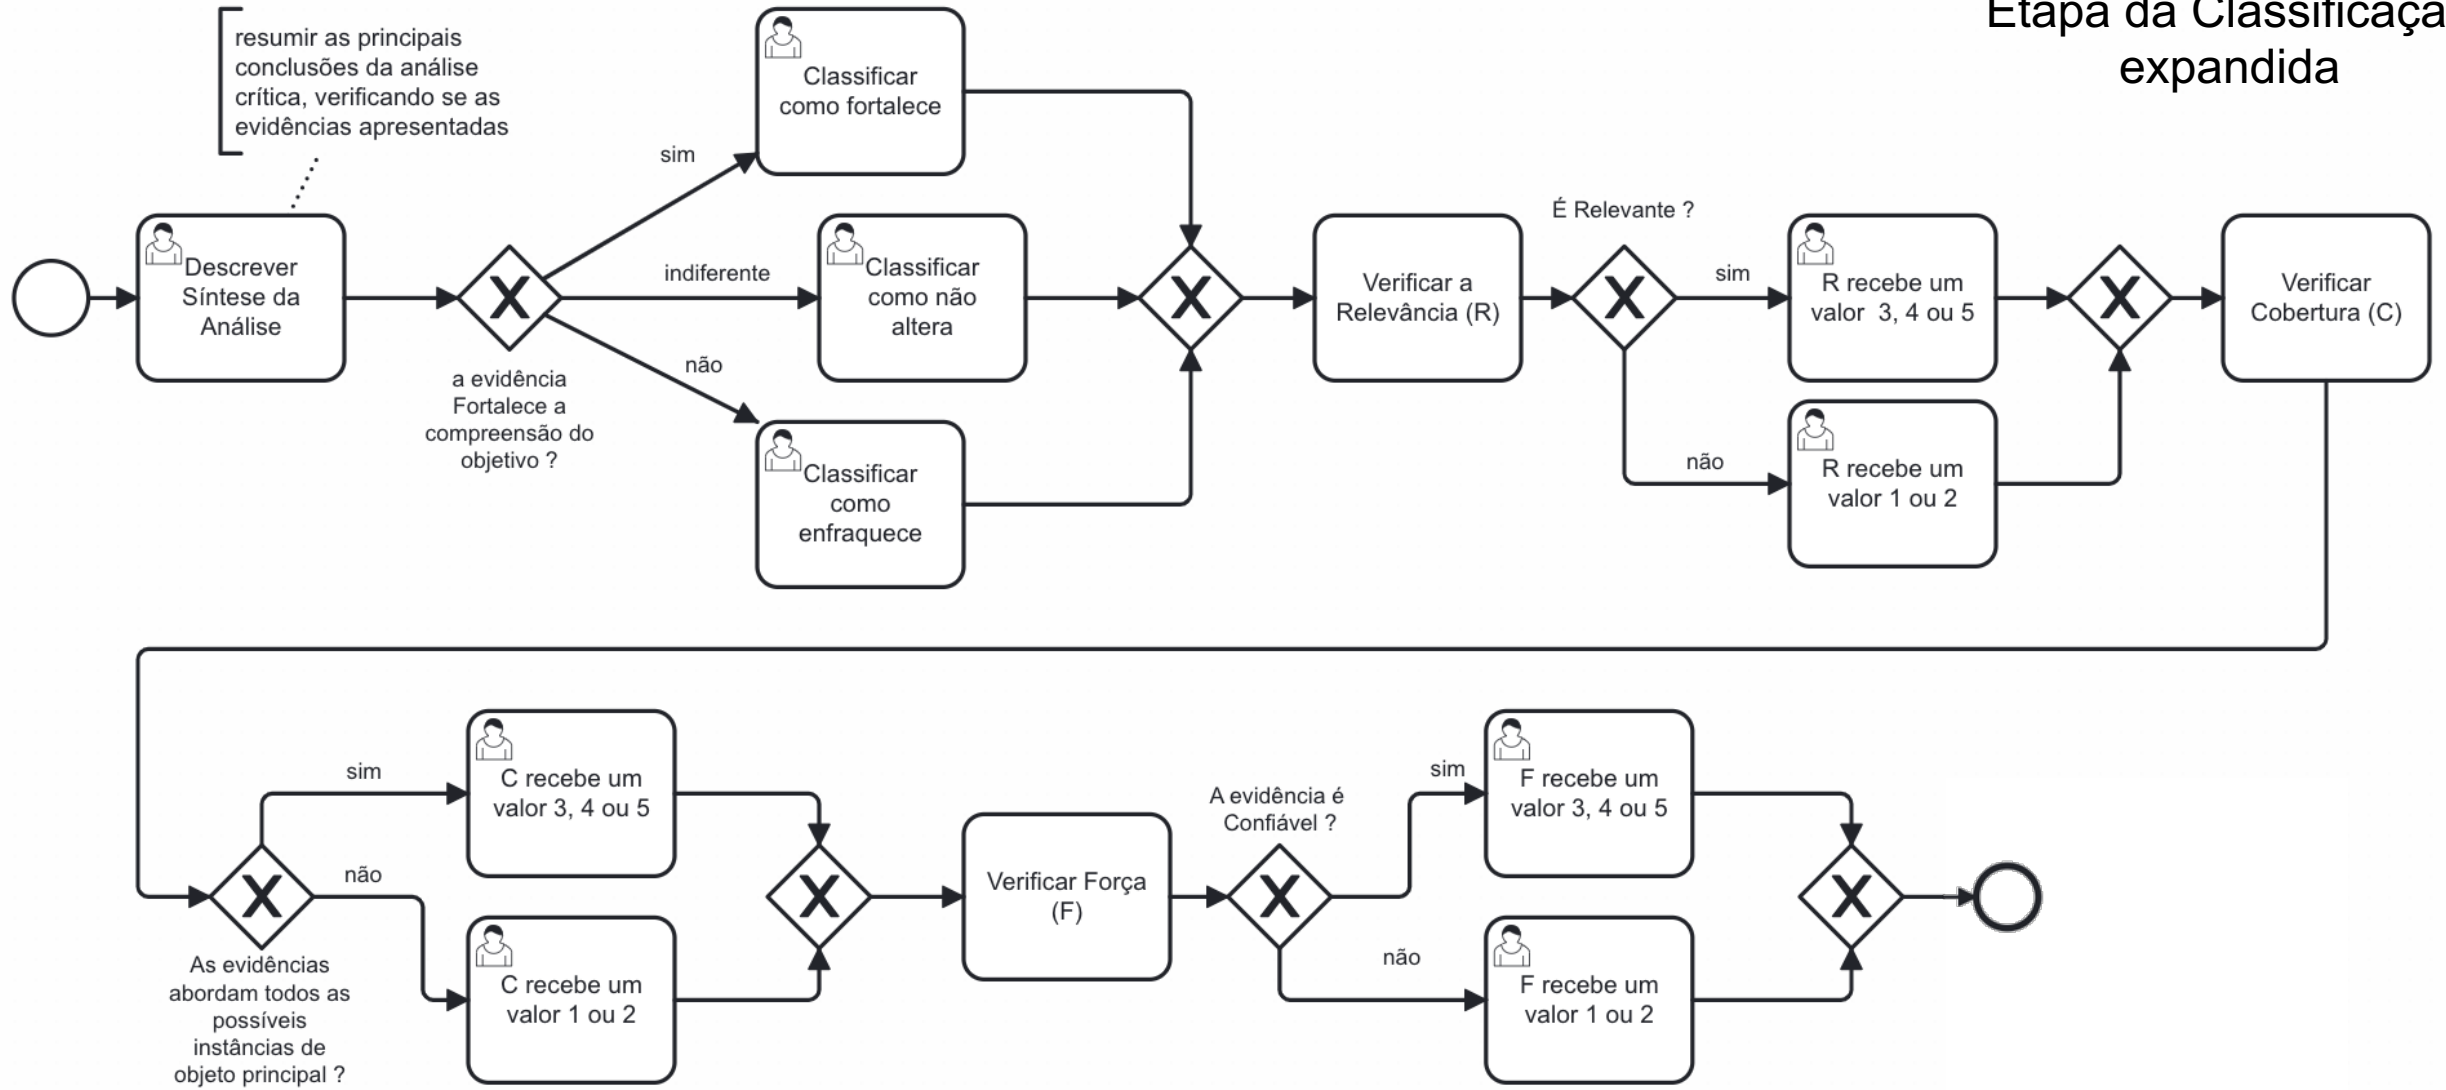 Etapa da Classificaça
expandida
resumir as principais
conclusões da análise
crítica, verificando se as
evidências apresentadas
Descrever
Síntese da
Análise
a evidência
Fortalece a
compreensão do
objetivo ?
sim
indiferente
não
Classificar
como fortalece
Classificar
como não
altera
Classificar
como
enfraquece
Verificar a
Relevância (R)
É Relevante ?
sim
não
R recebe um
valor 3, 4 ou 5
R recebe um
valor 1 ou 2
Verificar
Cobertura (C)
As evidências
abordam todos as
possíveis
instâncias de
objeto principal ?
sim
não
C recebe um
valor 3, 4 ou 5
C recebe um
valor 1 ou 2
Verificar Força
(F)
A evidência é
Confiável ?
sim
não
F recebe um
valor 3, 4 ou 5
F recebe um
valor 1 ou 2